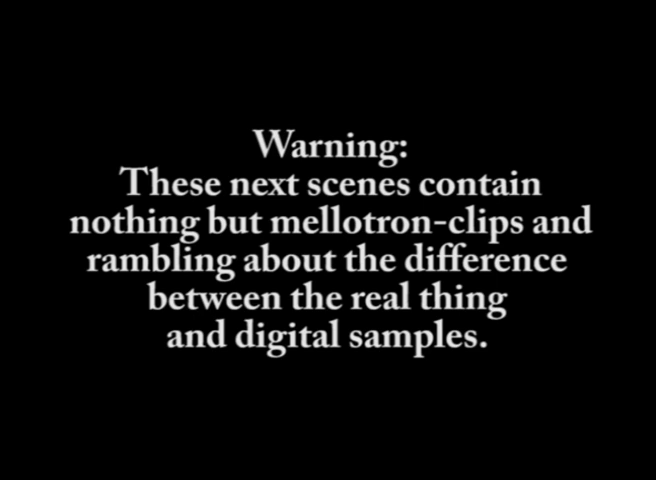 Warning:
These next scenes contain
nothing but mellotron-clips and
rambling about the difference
between the real thing
and digital samples.